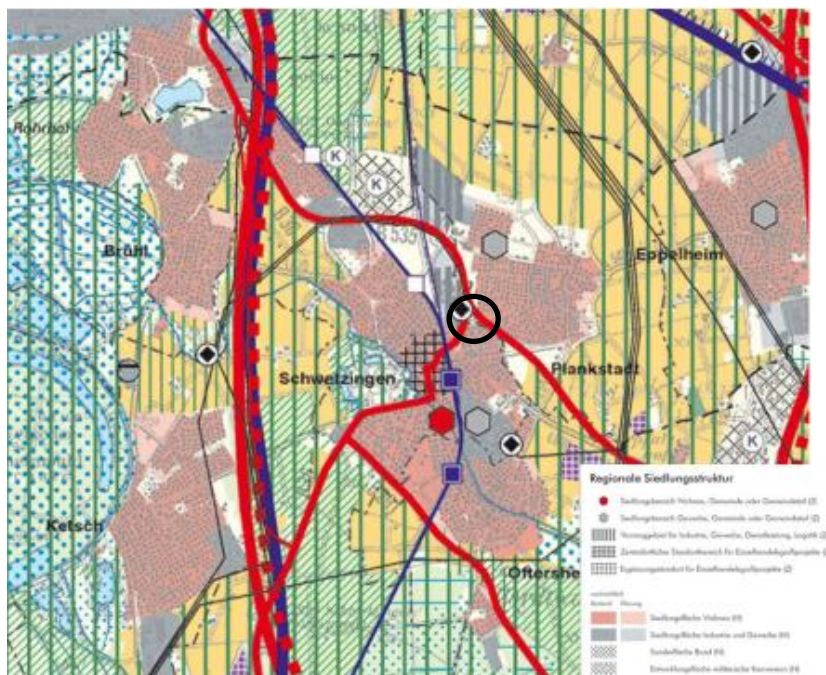 Rohrhof
Brühl
K
K
B 535
Eppelheim
Schwetzingen
Plankstadt
K
Ketsch
Oftershe
Regionale Siedlungsstruktur
Siedlungsbereich Wohnen, Gemeinde oder Gemeindeteil (Z)
Siedlungsbereich Gewerbe, Gemeinde oder Gemeindeteil (Z)
Vorranggebiet für Industrie, Gewerbe, Dienstleistung, Logistik (Z
Zentralörtlicher Standortbereich für Einzelhandelsgroßprojekte (Z
Ergänzungsstandort für Einzelhandelsgroßprojekte (Z)
Bestand Planung
Siedlungsfläche Wohnen (N)
Siedlungsfläche Industrie und Gewerbe (N)
Sonderfläche Bund (N)
Entwicklungsfläche militärische Konversion (N)